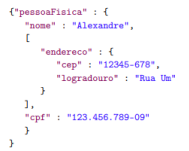 {"pessoaFisica" : {
"nome" : "Alexandre",
[
"endereco" : {
"cep" : "12345-678",
"logradouro" : "Rua Um"
}
],
"cpf" : "123.456.789-09"
}
}